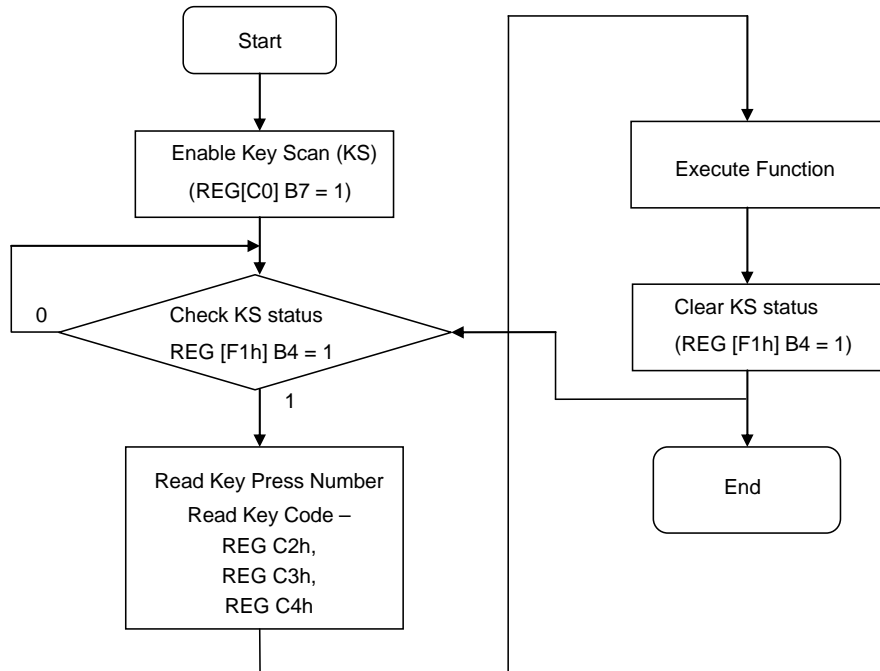 Start
Enable Key Scan (KS)
(REG[C0] B7 = 1)
0
Check KS status
REG [F1h] B4 = 1
1
Read Key Press Number
Read Key Code –
REG C2h,
REG C3h,
REG C4h
Execute Function
Clear KS status
(REG [F1h] B4 = 1)
End